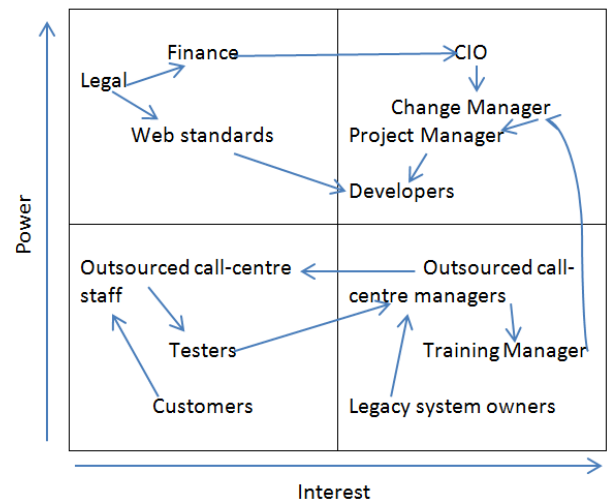 Finance
CIO
Legal
Change Manager
Web standards
Project Manager
Developers
Power
Outsourced call-centre
staff
Outsourced call-
centre managers
Testers
Training Manager
Customers
Legacy system owners
Interest